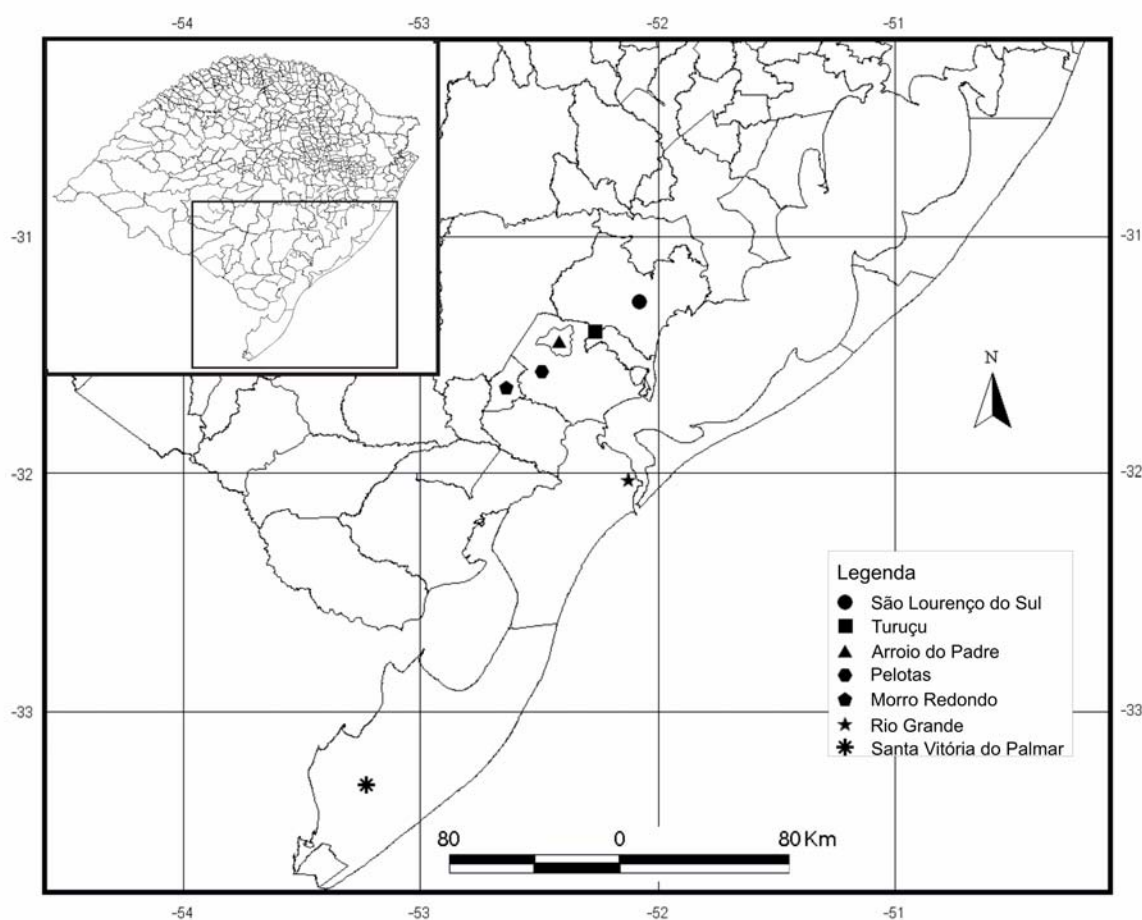 -54 -53 -52 -51
-31 -31
N
-32 -32
Legenda
São Lourenço do Sul
Turuçu
Arroio do Padre
Pelotas
Morro Redondo
Rio Grande
Santa Vitória do Palmar
-33 -33
80 0 80 Km
-54 -53 -52 -51